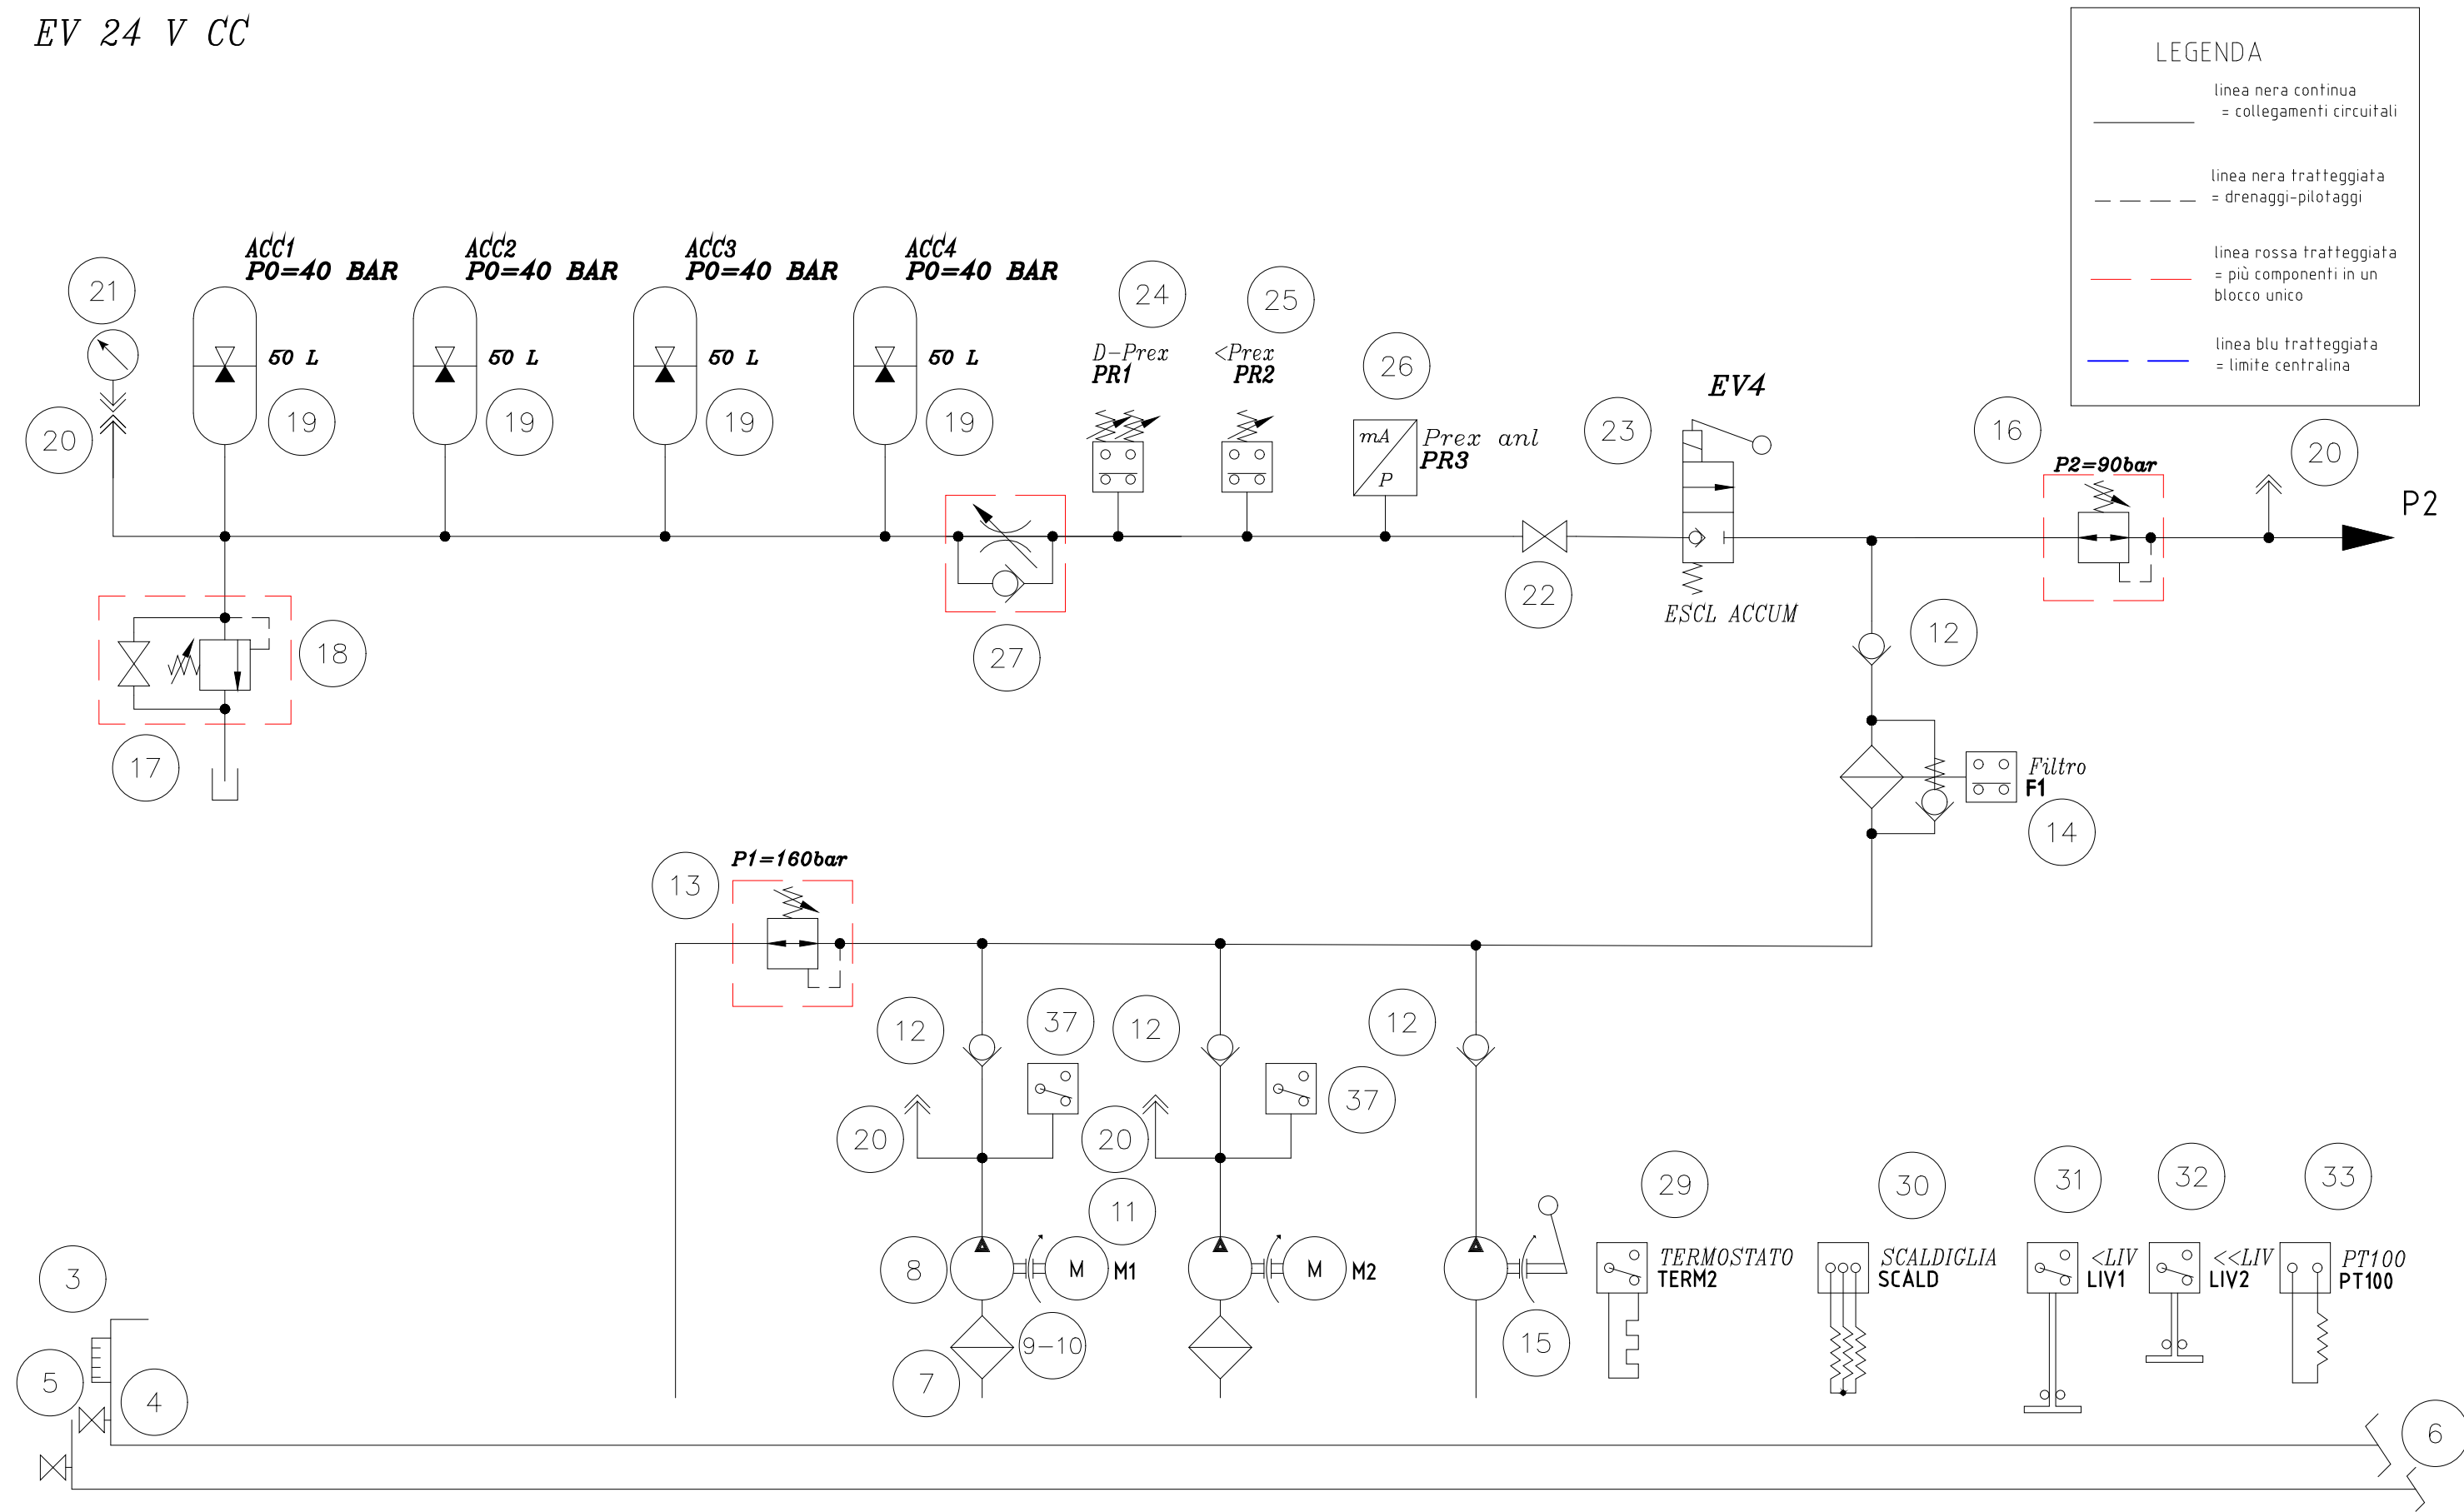 EV 24 V CC
LEGENDA
linea nera continua
= collegamenti circuitali
linea nera tratteggiata
= drenaggi-pilotaggi
linea rossa tratteggiata
= più componenti in un
blocco unico
linea blu tratteggiata
= limite centralina
ACC1
P0=40 BAR
ACC2
P0=40 BAR
ACC3
P0=40 BAR
ACC4
P0=40 BAR
21
24
25
26
50 L
50 L
50 L
50 L
D-Prex
PR1
<Prex
PR2
EV4
20
19
19
19
19
mA
P
Prex anl
PR3
23
16
P2=90bar
20
P2
22
ESCL ACCUM
18
27
12
17
Filtro
F1
14
P1=160bar
13
12
37
12
37
12
20
20
11
29
30
31
32
33
3
8
M
M1
M
M2
TERMOSTATO
TERM2
SCALDIGLIA
SCALD
<LIV
LIV1
<<LIV
LIV2
PT100
PT100
9-10
15
5
4
7
6